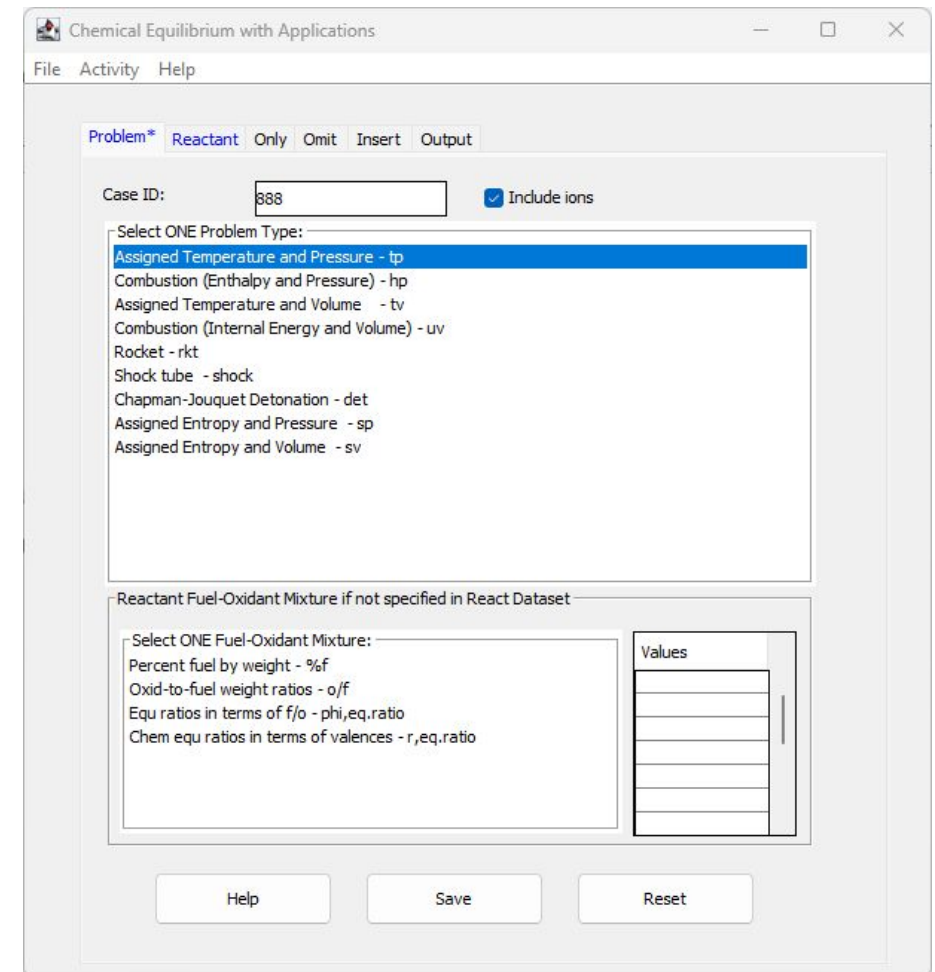 Chemical Equilibrium with Applications
File Activity Help
Problem* Reactant Only Omit Insert Output
Case ID: 888 Include ions
Select ONE Problem Type:
Assigned Temperature and Pressure - tp
Combustion (Enthalpy and Pressure) - hp
Assigned Temperature and Volume - tv
Combustion (Internal Energy and Volume) - uv
Rocket - rkt
Shock tube - shock
Chapman-Jouquet Detonation - det
Assigned Entropy and Pressure - sp
Assigned Entropy and Volume - sv
Reactant Fuel-Oxidant Mixture if not specified in React Dataset
Select ONE Fuel-Oxidant Mixture:
Values
Percent fuel by weight - %f
Oxid-to-fuel weight ratios - o/f
Equ ratios in terms of f/o - phi,eq.ratio
Chem equ ratios in terms of valences - r,eq.ratio
Help Save Reset